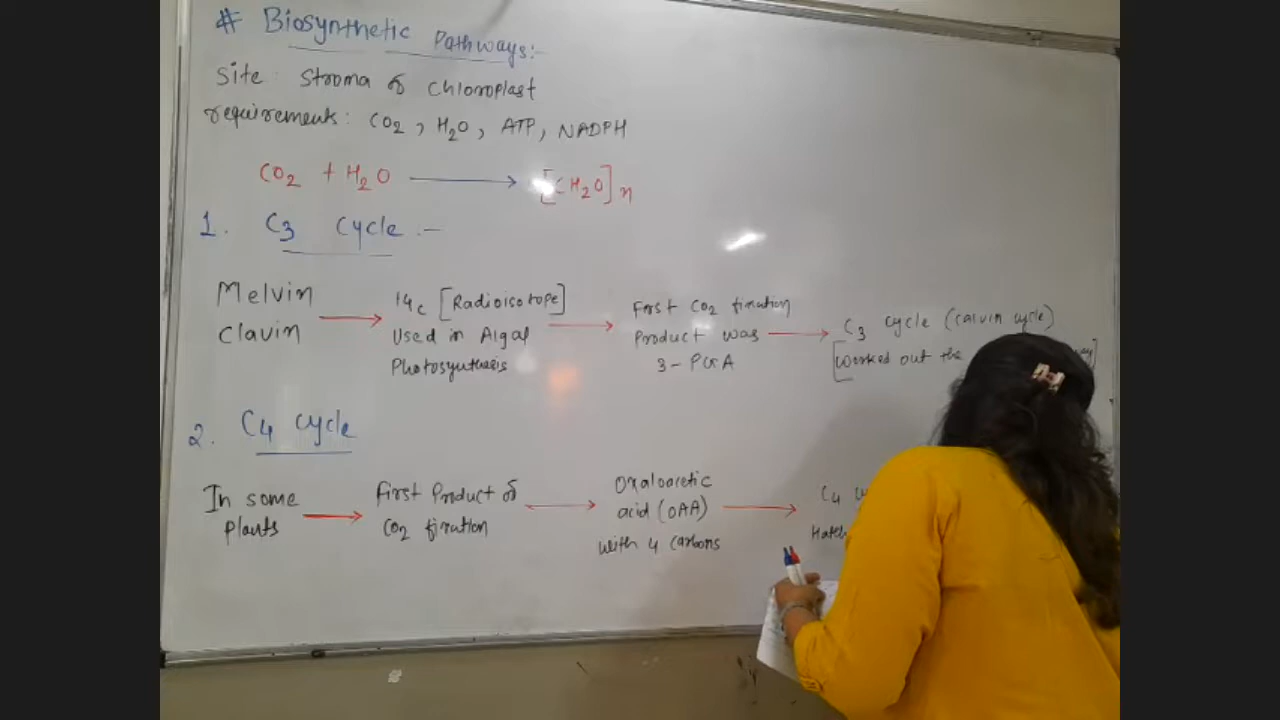 # Biosynthetic Pathways:-
Site: Stroma of Chloroplast
requirements: CO2, H2O, ATP, NADPH
CO2 + H2O → [CH2O]n
1. C3 Cycle :-
Melvin
Clavin
→
14c [Radioisotope]
Used in Algal
Photosynthesis
→
First CO2 fixation
Product was
3-PGA
→
C3 cycle (Calvin cycle)
[Worked out the
2. C4 Cycle
In some
Plants
→
First Product of
CO2 fixation
→
Oxaloacetic
acid (OAA)
with 4 Carbons
→
C4